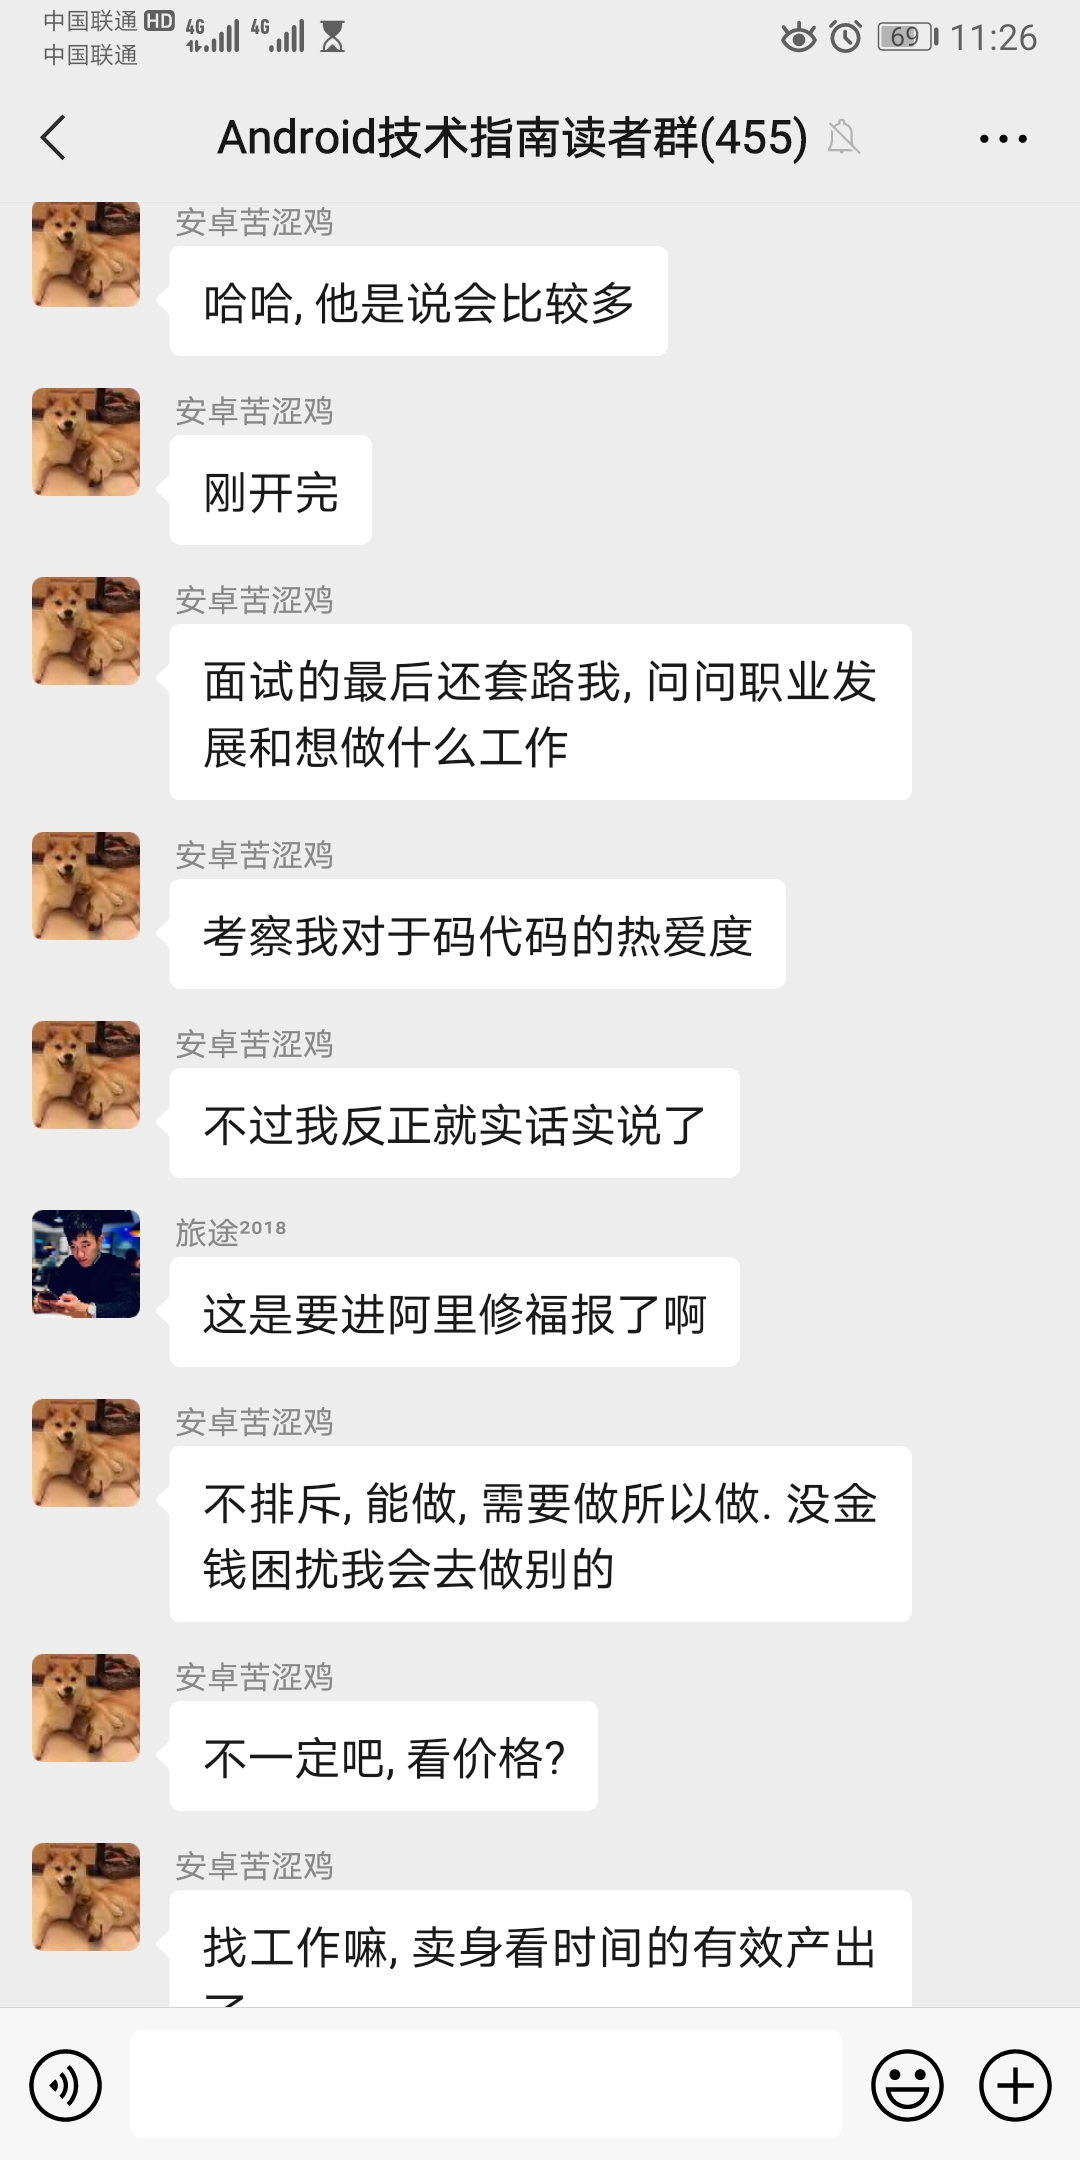 中国联通 HD 4G 4G 69 11:26
中国联通
Android技术指南读者群(455)
安卓苦涩鸡
哈哈, 他是说会比较多
安卓苦涩鸡
刚开完
安卓苦涩鸡
面试的最后还套路我, 问问职业发
展和想做什么工作
安卓苦涩鸡
考察我对于码代码的热爱度
安卓苦涩鸡
不过我反正就实话实说了
旅途²⁰¹⁸
这是要进阿里修福报了啊
安卓苦涩鸡
不排斥, 能做, 需要做所以做. 没金
钱困扰我会去做别的
安卓苦涩鸡
不一定吧, 看价格?
安卓苦涩鸡
找工作嘛, 卖身看时间的有效产出